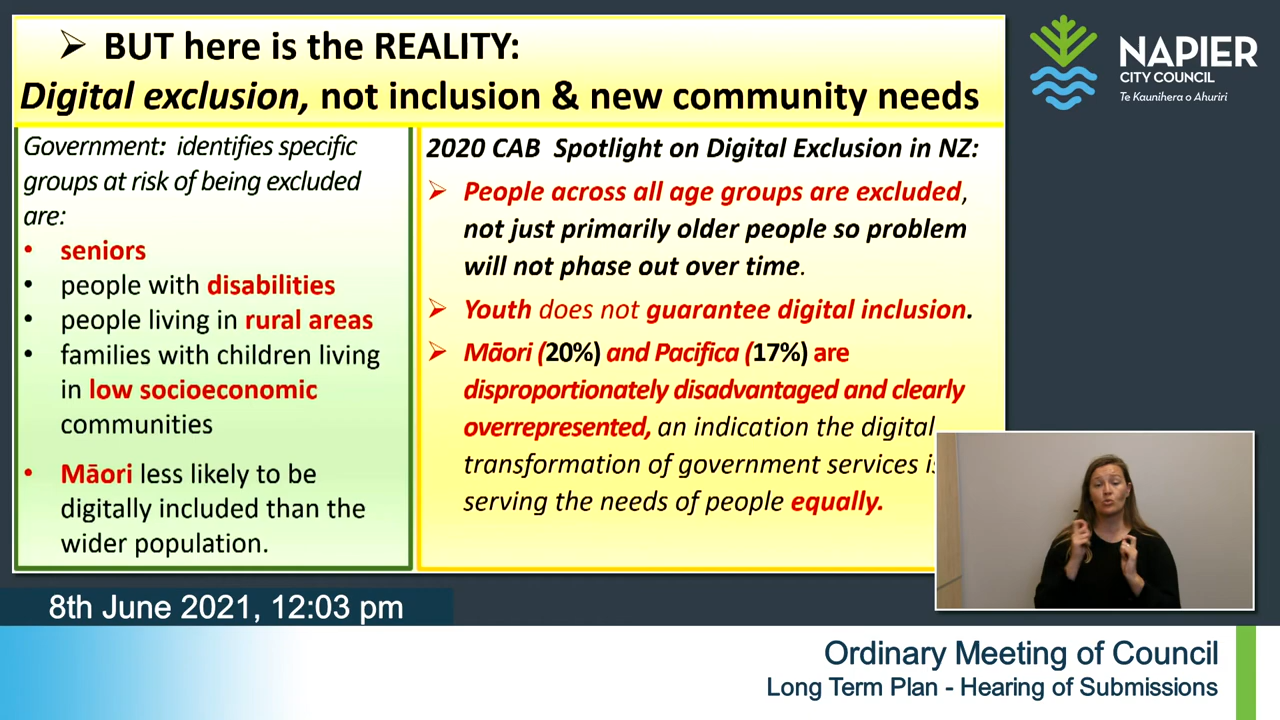 ➢ BUT here is the REALITY:
Digital exclusion, not inclusion & new community needs
Government: identifies specific
groups at risk of being excluded
are:
• seniors
• people with disabilities
• people living in rural areas
• families with children living
in low socioeconomic
communities
• Māori less likely to be
digitally included than the
wider population.
2020 CAB Spotlight on Digital Exclusion in NZ:
➢ People across all age groups are excluded,
not just primarily older people so problem
will not phase out over time.
➢ Youth does not guarantee digital inclusion.
➢ Māori (20%) and Pacifica (17%) are
disproportionately disadvantaged and clearly
overrepresented, an indication the digital
transformation of government services
serving the needs of people equally.
NAPIER
CITY COUNCIL
Te Kaunihera o Ahuriri
8th June 2021, 12:03 pm
Ordinary Meeting of Council
Long Term Plan - Hearing of Submissions